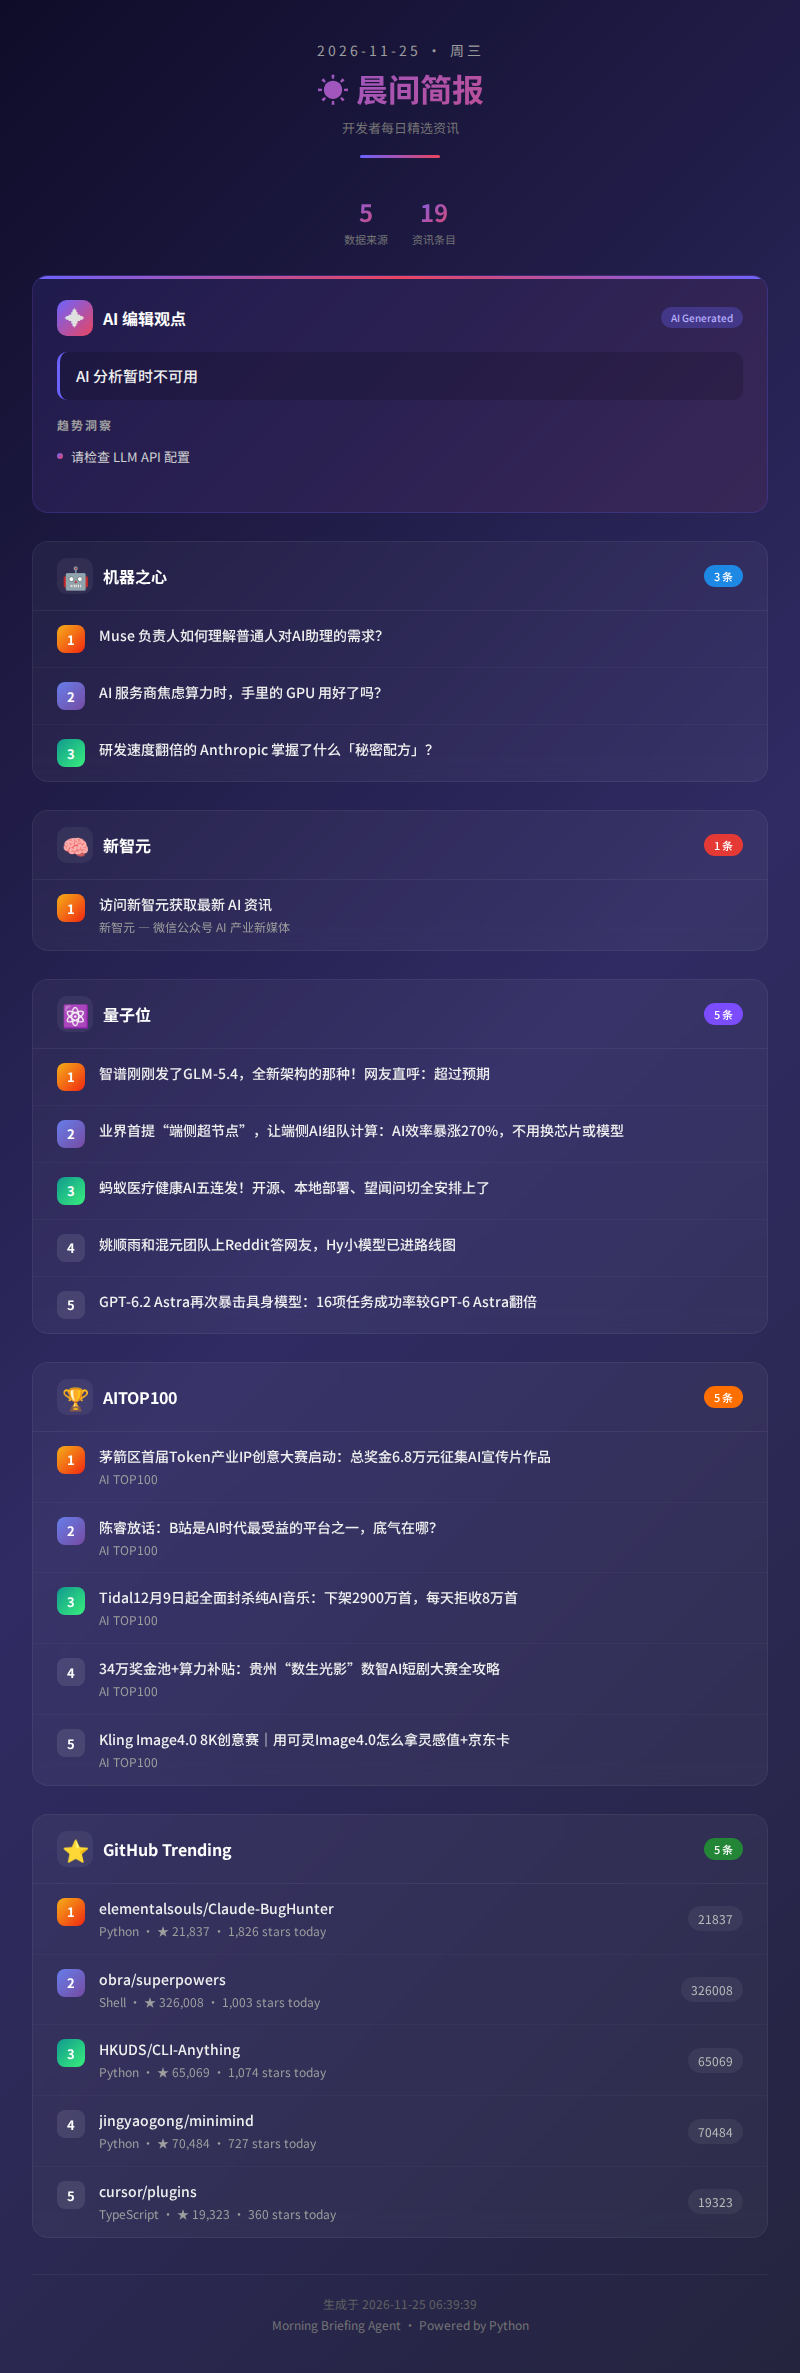 2026-11-25 • 周三
☀ 晨间简报
开发者每日精选资讯
5
数据来源
19
资讯条目
AI 编辑观点
AI Generated
AI 分析暂时不可用
趋势洞察
请检查 LLM API 配置
机器之心
3 条
1
Muse 负责人如何理解普通人对AI助理的需求?
2
AI 服务商焦虑算力时，手里的 GPU 用好了吗?
3
研发速度翻倍的 Anthropic 掌握了什么「秘密配方」?
新智元
1 条
1
访问新智元获取最新 AI 资讯
新智元 — 微信公众号 AI 产业新媒体
量子位
5 条
1
智谱刚刚发了GLM-5.4，全新架构的那种！网友直呼：超过预期
2
业界首提“端侧超节点”，让端侧AI组队计算：AI效率暴涨270%，不用换芯片或模型
3
蚂蚁医疗健康AI五连发！开源、本地部署、望闻问切全安排上了
4
姚顺雨和混元团队上Reddit答网友，Hy小模型已进路线图
5
GPT-6.2 Astra再次暴击具身模型：16项任务成功率较GPT-6 Astra翻倍
AITOP100
5 条
1
茅箭区首届Token产业IP创意大赛启动：总奖金6.8万元征集AI宣传片作品
AI TOP100
2
陈睿放话：B站是AI时代最受益的平台之一，底气在哪?
AI TOP100
3
Tidal12月9日起全面封杀纯AI音乐：下架2900万首，每天拒收8万首
AI TOP100
4
34万奖金池+算力补贴：贵州“数生光影”数智AI短剧大赛全攻略
AI TOP100
5
Kling Image4.0 8K创意赛｜用可灵Image4.0怎么拿灵感值+京东卡
AI TOP100
GitHub Trending
5 条
1
elementalsouls/Claude-BugHunter
Python • ★ 21,837 • 1,826 stars today
21837
2
obra/superpowers
Shell • ★ 326,008 • 1,003 stars today
326008
3
HKUDS/CLI-Anything
Python • ★ 65,069 • 1,074 stars today
65069
4
jingyaogong/minimind
Python • ★ 70,484 • 727 stars today
70484
5
cursor/plugins
TypeScript • ★ 19,323 • 360 stars today
19323
生成于 2026-11-25 06:39:39
Morning Briefing Agent • Powered by Python